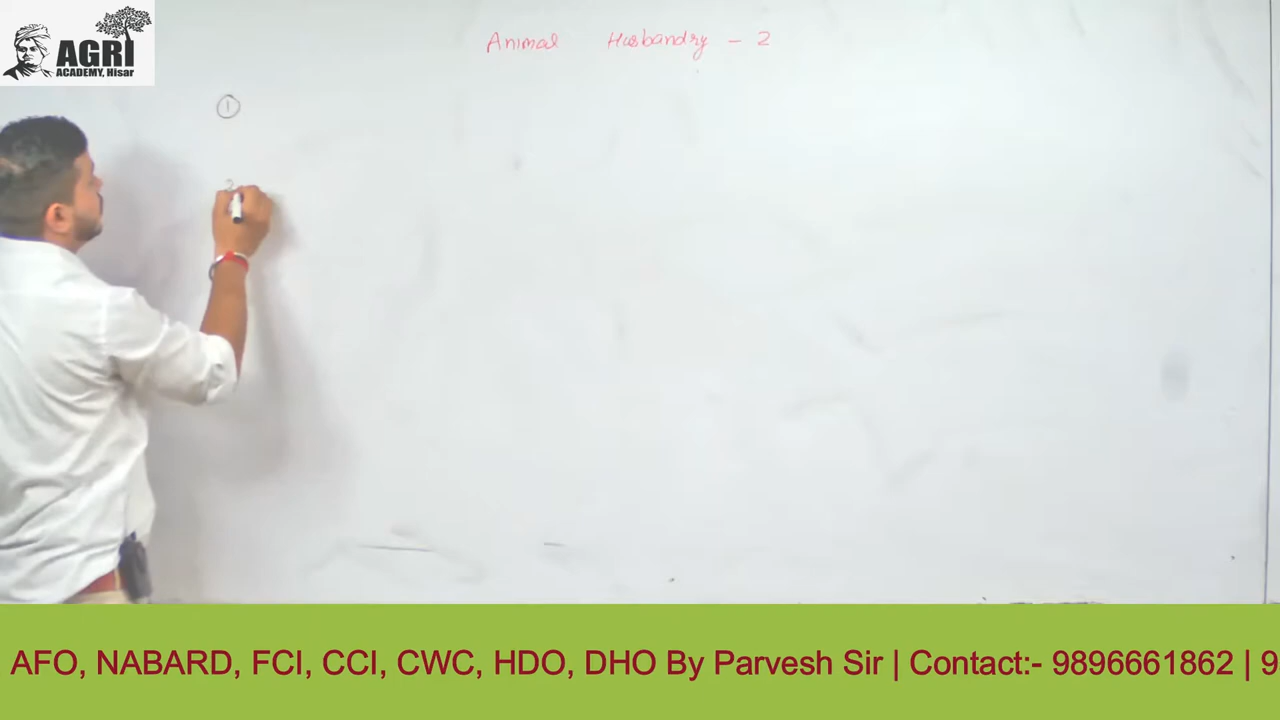 AGRI
ACADEMY, Hisar
Animal Husbandry - 2
1
2
AFO, NABARD, FCI, CCI, CWC, HDO, DHO By Parvesh Sir | Contact:- 9896661862 | 9